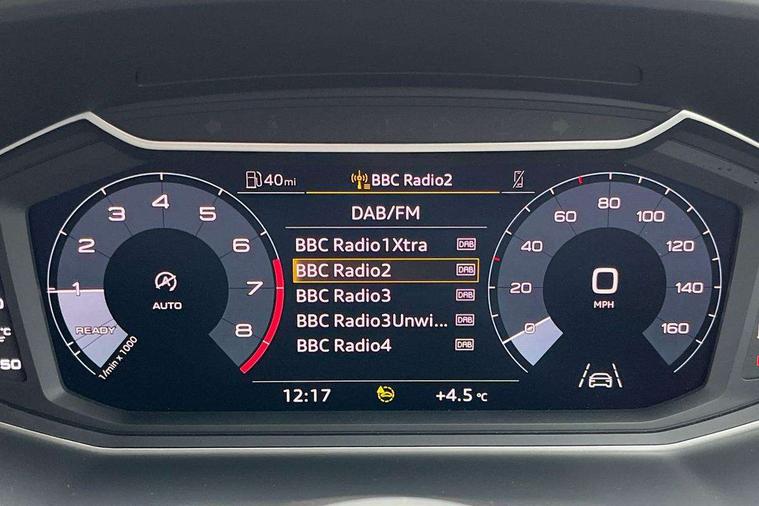 40mi
BBC Radio2
DAB/FM
BBC Radio1Xtra DAB
BBC Radio2 DAB
BBC Radio3 DAB
BBC Radio3Unwi... DAB
BBC Radio4 DAB
1 2 3 4 5 6 7 8
READY
AUTO
1/min x 1000
0 20 40 60 80 100 120 140 160
0
MPH
12:17
+4.5 °C
°C
50